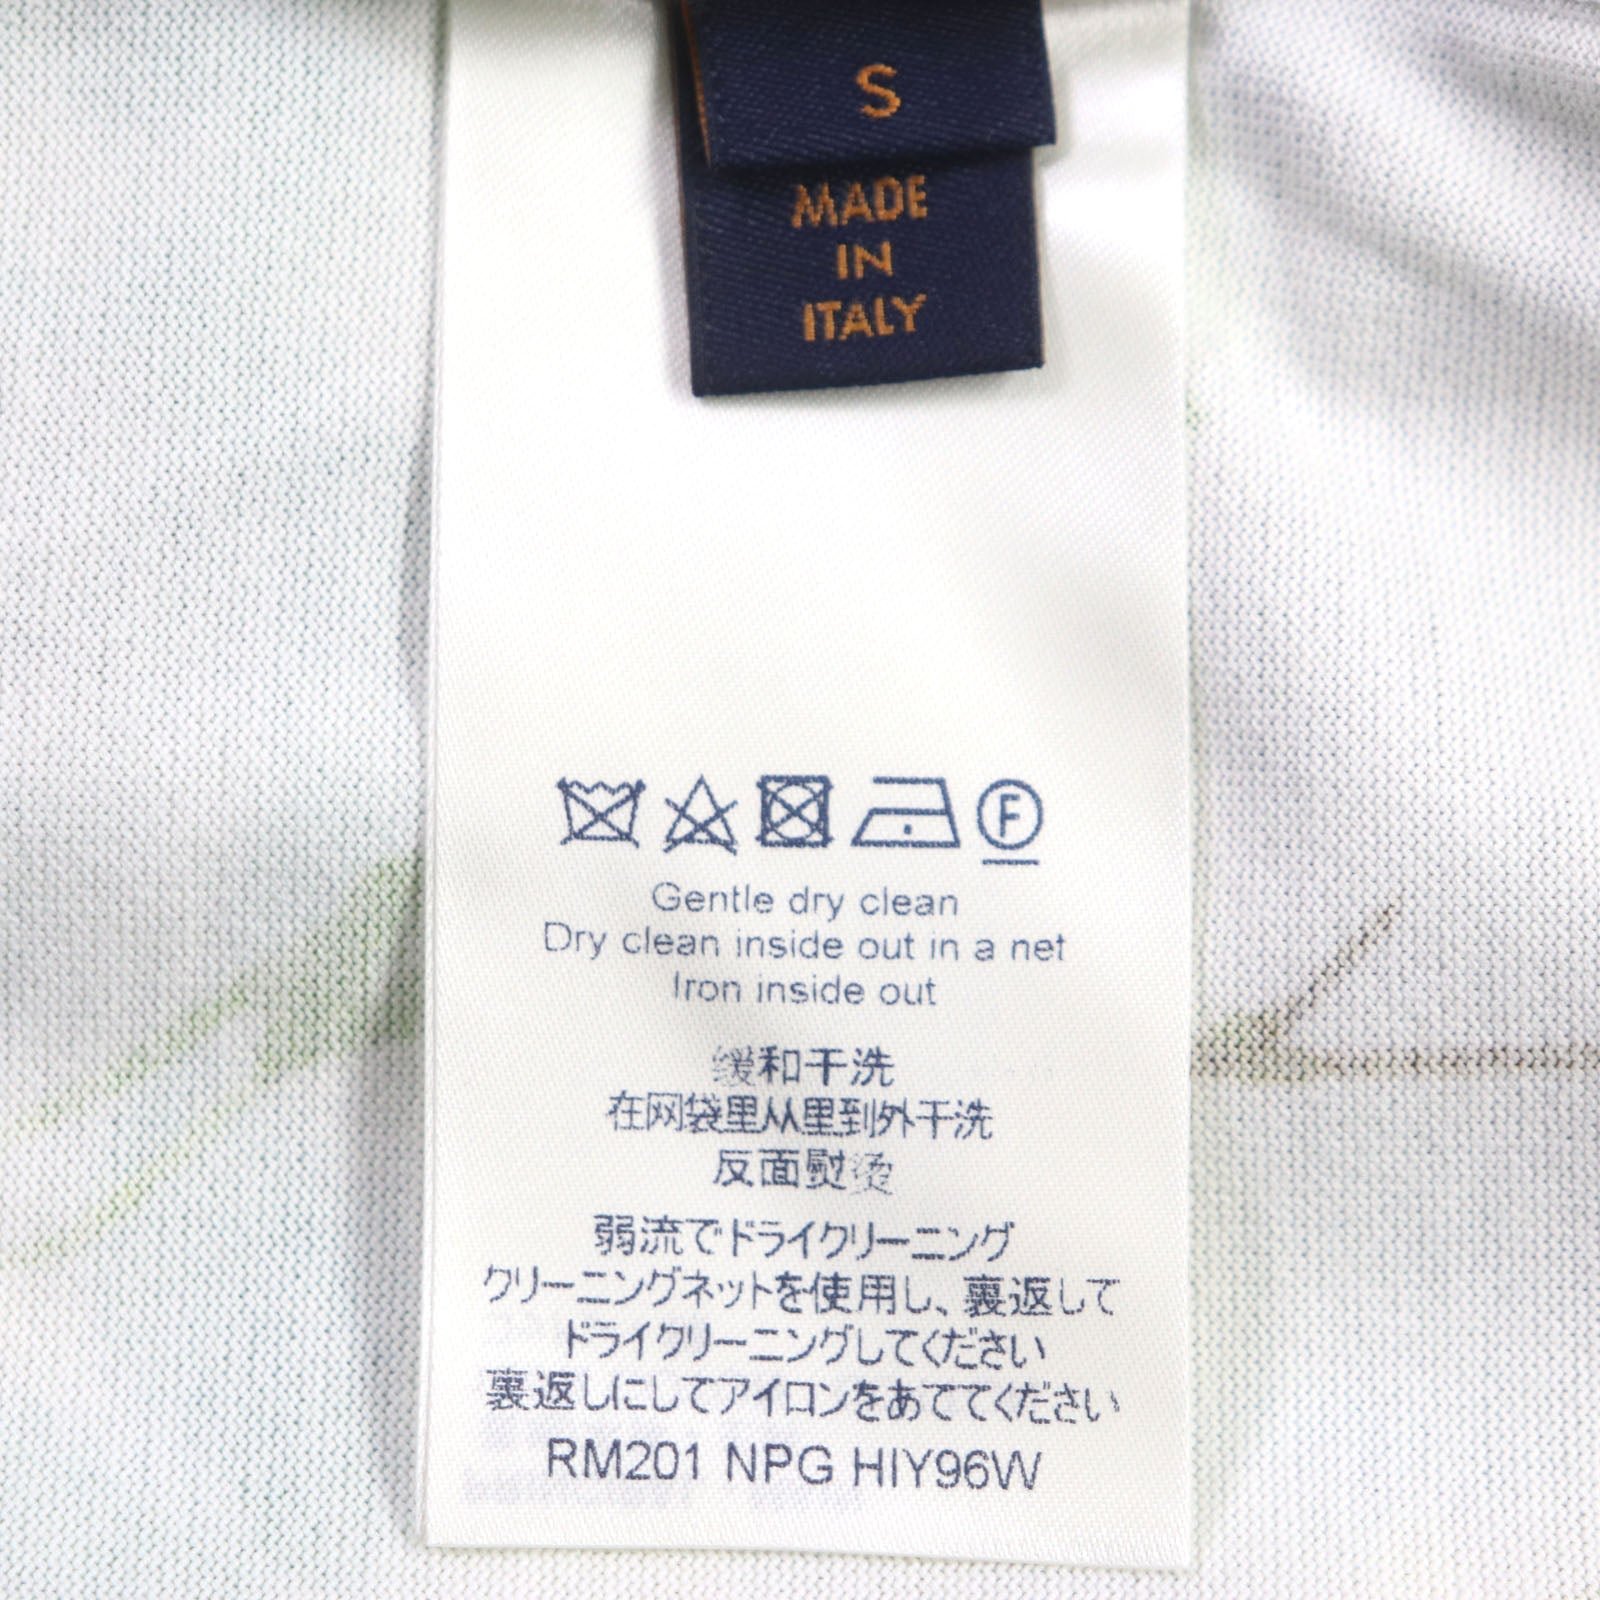 S
MADE
IN
ITALY
F
Gentle dry clean
Dry clean inside out in a net
Iron inside out
缓和干洗
在网袋里从里到外干洗
反面熨烫
弱流でドライクリーニング
クリーニングネットを使用し、裏返して
ドライクリーニングしてください
裏返しにしてアイロンをあててください
RM201 NPG HIY96W